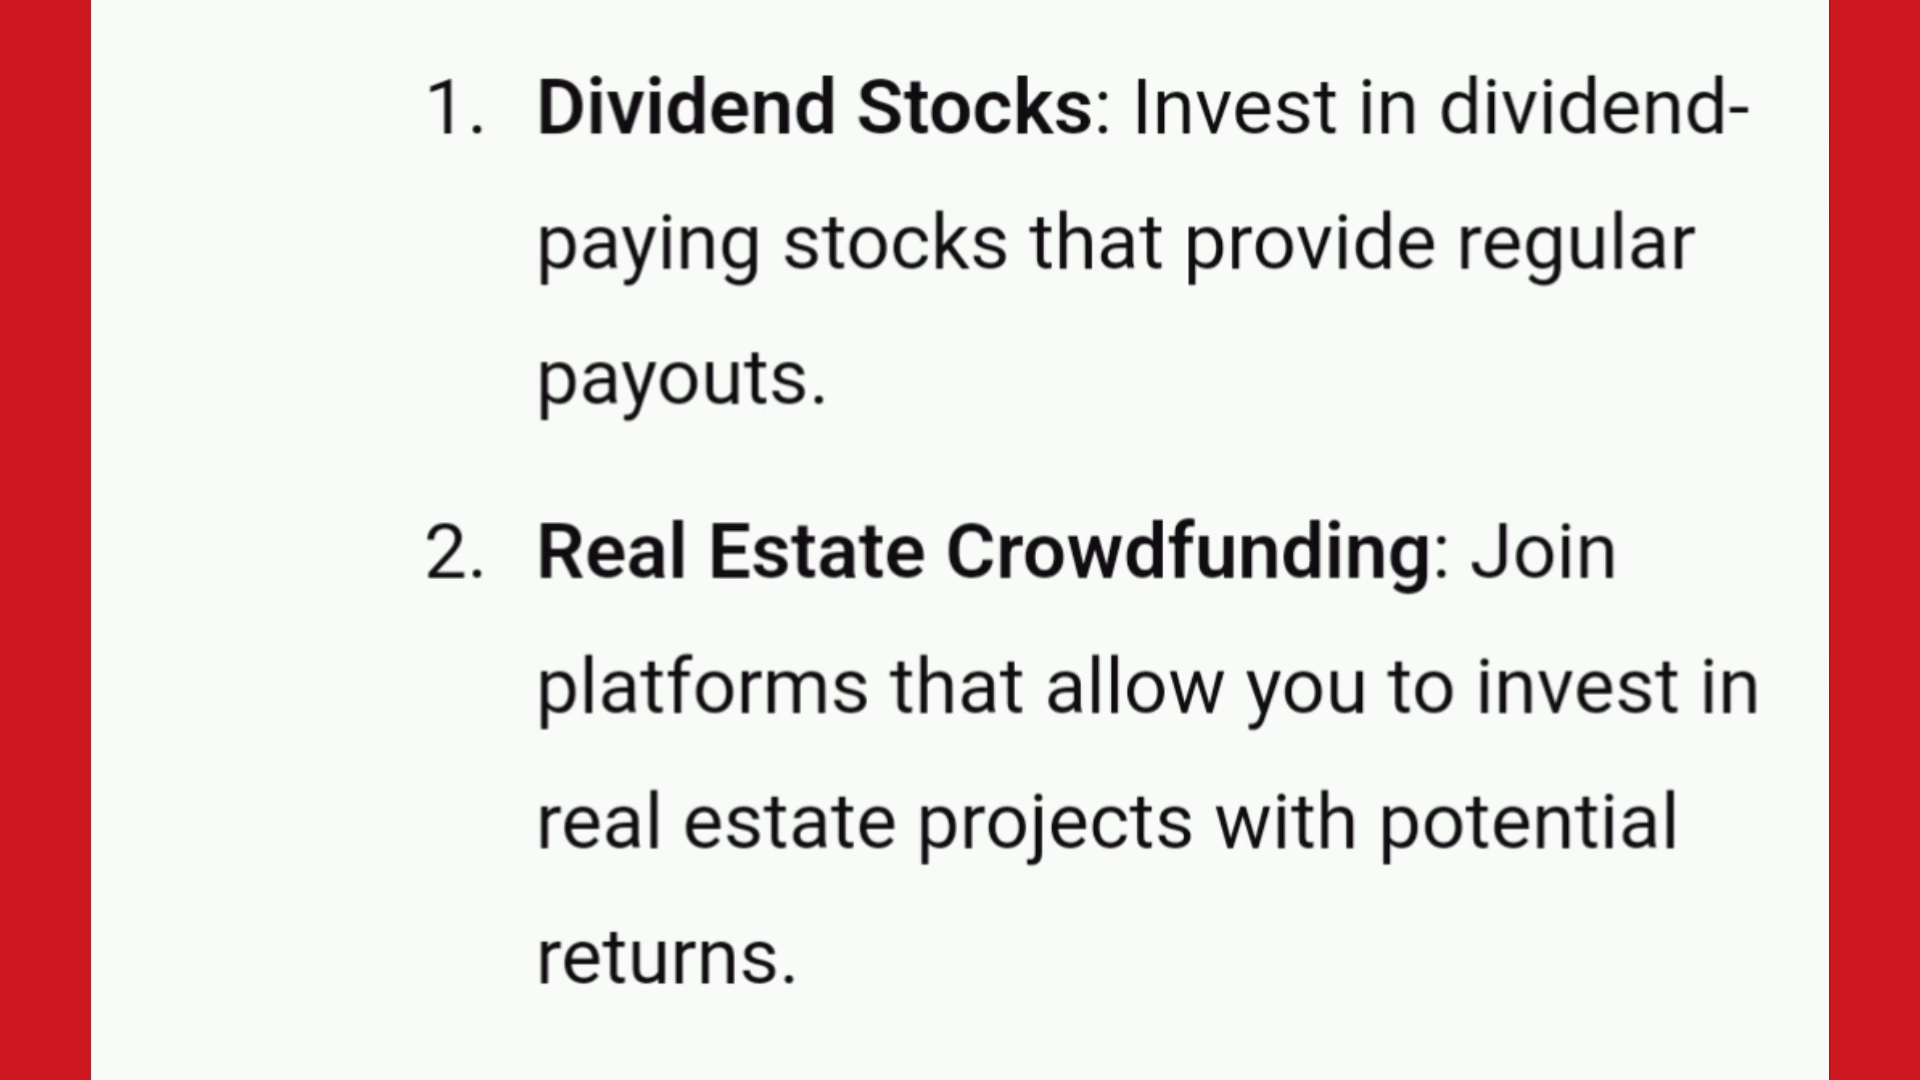 1. Dividend Stocks: Invest in dividend-
paying stocks that provide regular
payouts.
2. Real Estate Crowdfunding: Join
platforms that allow you to invest in
real estate projects with potential
returns.